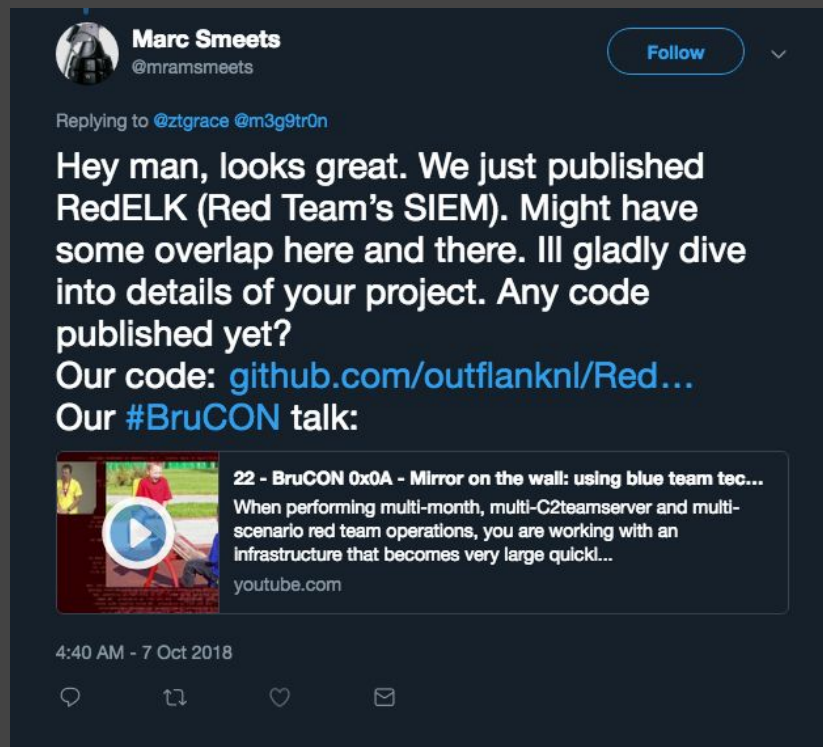 Marc Smeets
@mramsmeets
Follow
Replying to @ztgrace @m3g9tr0n
Hey man, looks great. We just published
RedELK (Red Team's SIEM). Might have
some overlap here and there. Ill gladly dive
into details of your project. Any code
published yet?
Our code: github.com/outflanknl/Red...
Our #BruCON talk:
22 - BruCON 0x0A - Mirror on the wall: using blue team tec...
When performing multi-month, multi-C2teamserver and multi-
scenario red team operations, you are working with an
infrastructure that becomes very large quickl...
youtube.com
4:40 AM - 7 Oct 2018